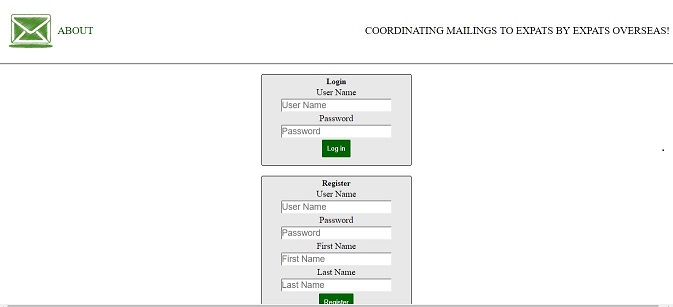 ABOUT
COORDINATING MAILINGS TO EXPATS BY EXPATS OVERSEAS!
Login
User Name
User Name
Password
Password
Log in
Register
User Name
User Name
Password
Password
First Name
First Name
Last Name
Last Name
Register